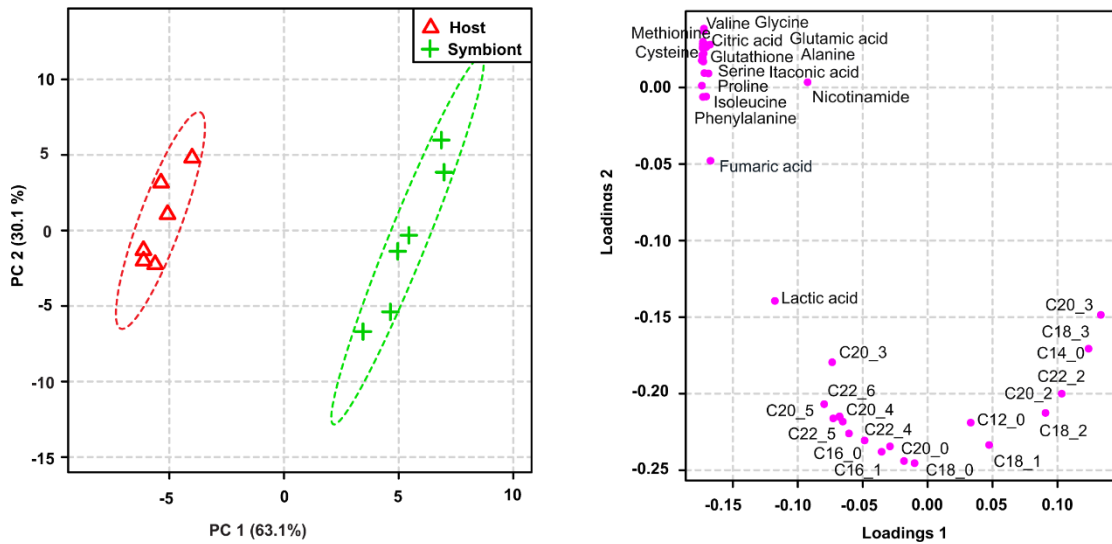 Host
Symbiont
10
5
0
-5
-10
-15
PC 2 (30.1 %)
-5
0
5
10
PC 1 (63.1%)
Valine Glycine
Methionine
Citric acid
Glutamic acid
Cysteine
Glutathione
Alanine
Serine
Itaconic acid
Proline
Isoleucine
Nicotinamide
Phenylalanine
Fumaric acid
Lactic acid
C20_3
C18_3
C20_3
C14_0
C22_6
C22_2
C20_5
C20_4
C20_2
C22_5
C22_4
C12_0
C18_2
C16_0
C20_0
C18_1
C16_1
C18_0
0.00
-0.05
-0.10
-0.15
-0.20
-0.25
Loadings 2
-0.15
-0.10
-0.05
0.00
0.05
0.10
Loadings 1